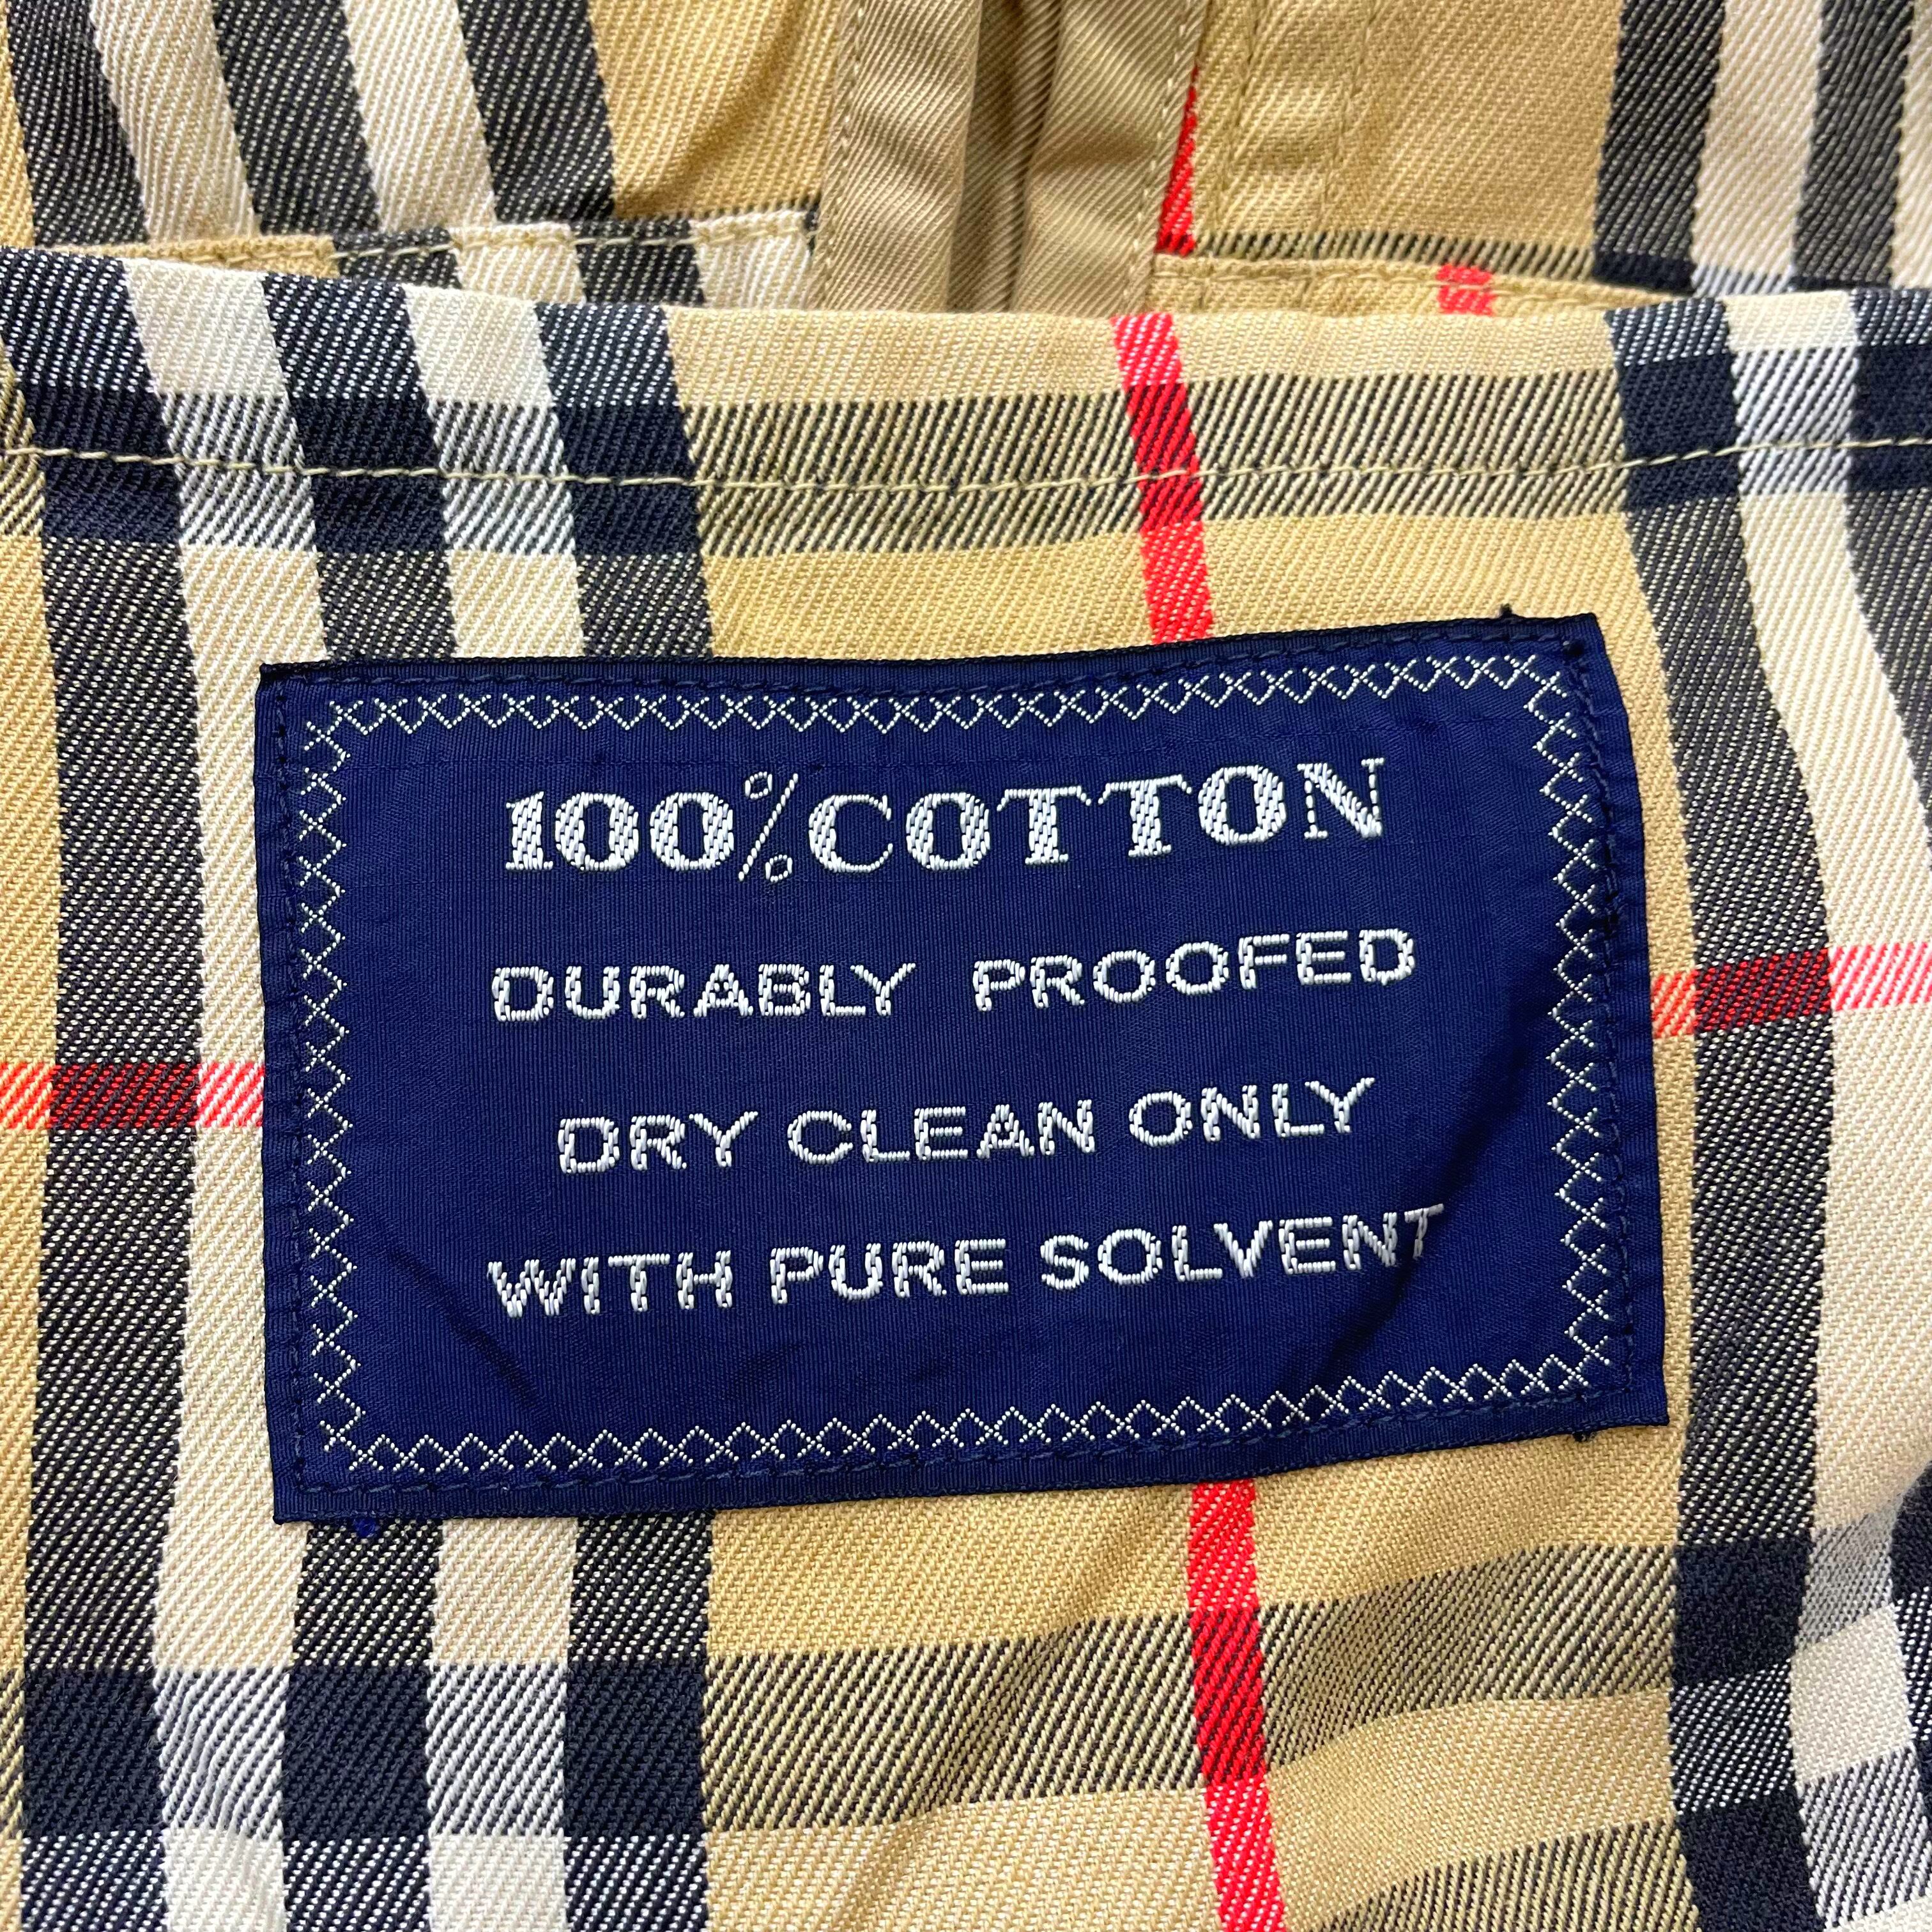 100% COTTON
DURABLY PROOFED
DRY CLEAN ONLY
WITH PURE SOLVENT